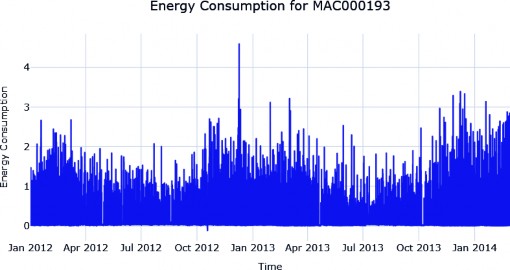 Energy Consumption for MAC000193
Energy Consumption
4
3
2
1
0
Jan 2012 Apr 2012 Jul 2012 Oct 2012 Jan 2013 Apr 2013 Jul 2013 Oct 2013 Jan 2014
Time